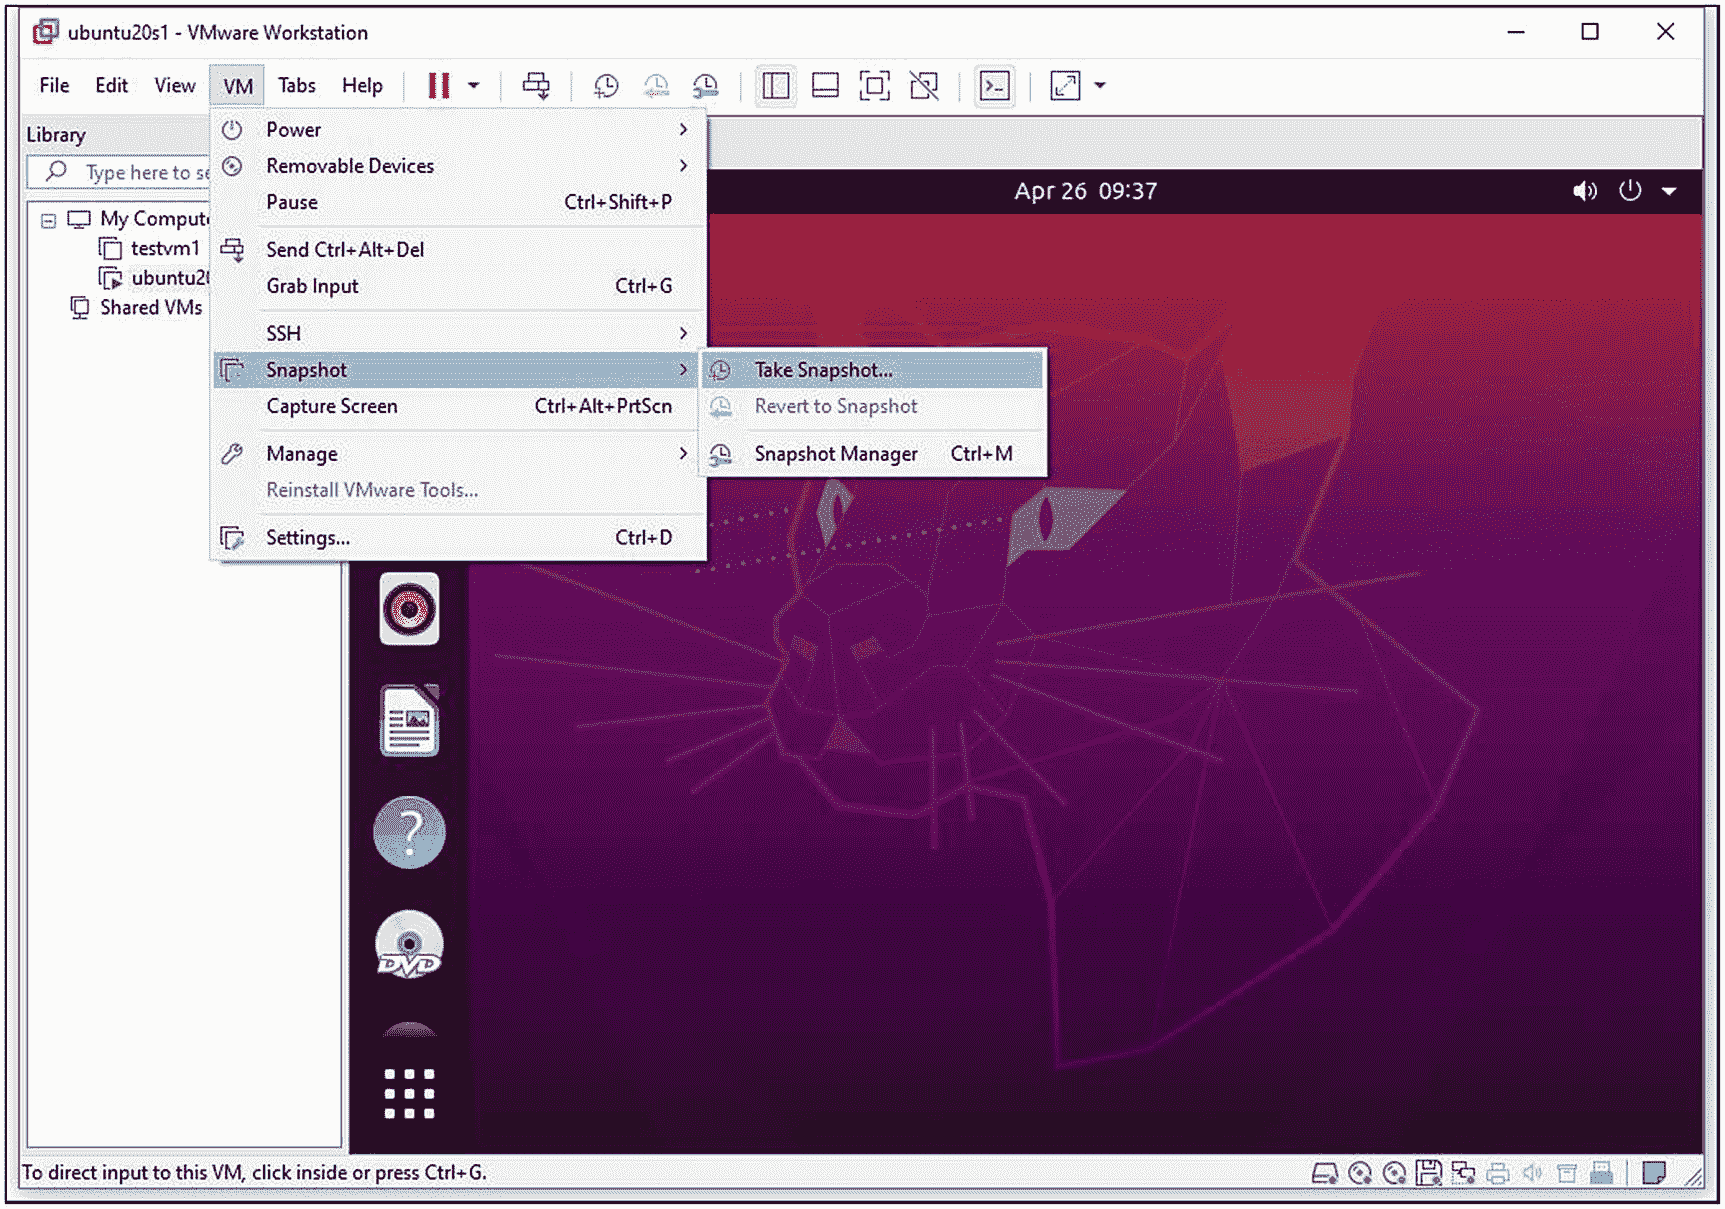 ubuntu20s1 - VMware Workstation
File Edit View VM Tabs Help
Library
Type here to
My
testvm1
Shared VMs
Power
Removable Devices
Pause Ctrl+Shift+P
Send Ctrl+Alt+Del
Grab Input Ctrl+G
SSH
Snapshot
Capture Screen Ctrl+Alt+PrtScn
Manage
Reinstall VMware Tools...
Settings... Ctrl+D
Take Snapshot...
Revert to Snapshot
Snapshot Manager Ctrl+M
Apr 26 09:37
DVD
To direct input to this VM, click inside or press Ctrl+G.